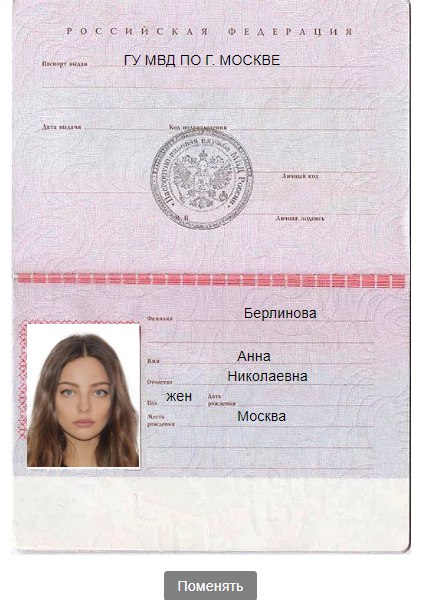 РОССИЙСКАЯ ФЕДЕРАЦИЯ
Паспорт выдан ГУ МВД ПО Г. МОСКВЕ
Дата выдачи Код подразделения
Личный код
М. П. Личная подпись
Фамилия Берлинова
Имя Анна
Отчество Николаевна
Пол жен Дата рождения
Место рождения Москва
Поменять